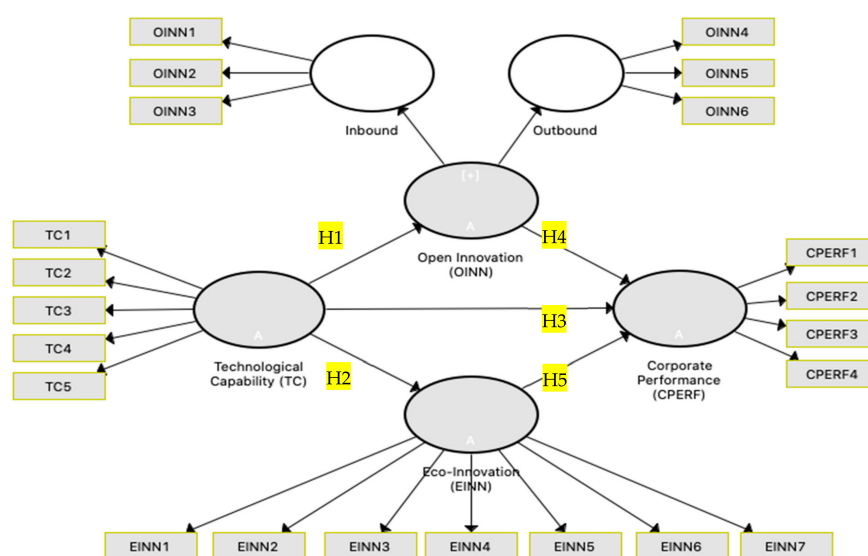 OINN1
OINN2
OINN3
Inbound
Outbound
OINN4
OINN5
OINN6
[+]
A
Open Innovation
(OINN)
H1
H4
TC1
TC2
TC3
TC4
TC5
A
Technological
Capability (TC)
H3
H2
H5
A
Corporate
Performance
(CPERF)
CPERF1
CPERF2
CPERF3
CPERF4
A
Eco-Innovation
(EINN)
EINN1
EINN2
EINN3
EINN4
EINN5
EINN6
EINN7